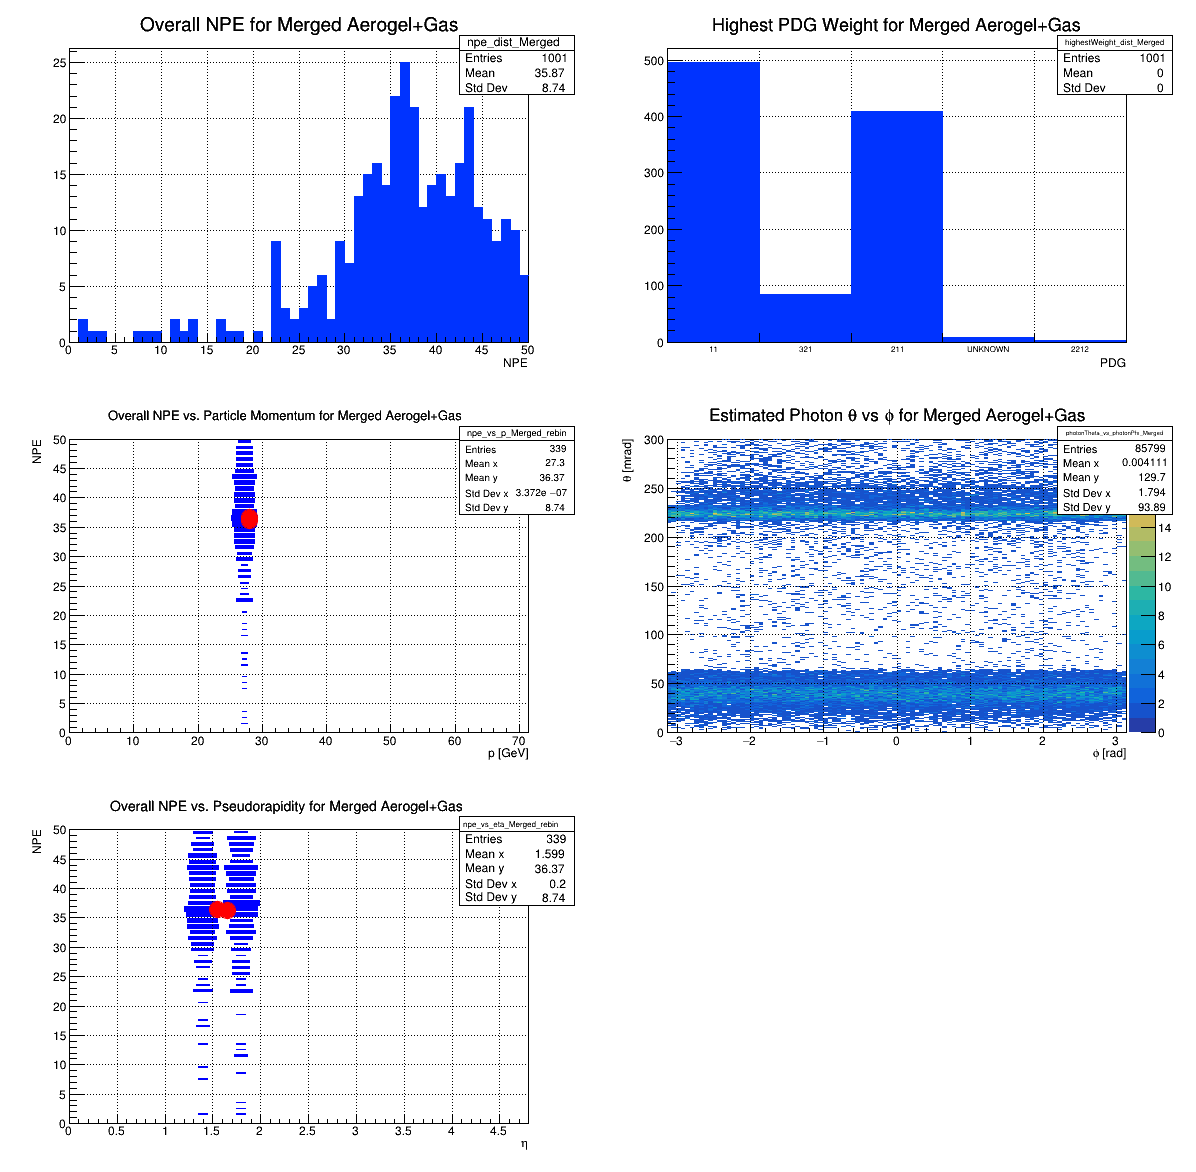 Overall NPE for Merged Aerogel+Gas
npe_dist_Merged
Entries 1001
Mean 35.87
Std Dev 8.74
25
20
15
10
5
0
0 5 10 15 20 25 30 35 40 45 50
NPE
Highest PDG Weight for Merged Aerogel+Gas
highestWeight_dist_Merged
Entries 1001
Mean 0
Std Dev 0
500
400
300
200
100
0
11 321 211 UNKNOWN 2212
PDG
Overall NPE vs. Particle Momentum for Merged Aerogel+Gas
npe_vs_p_Merged_rebin
Entries 339
Mean x 27.3
Mean y 36.37
Std Dev x 3.372e −07
Std Dev y 8.74
NPE
50
45
40
35
30
25
20
15
10
5
0
0 10 20 30 40 50 60 70
p [GeV]
Estimated Photon θ vs ϕ for Merged Aerogel+Gas
photonTheta_vs_photonPhi_Merged
Entries 85799
Mean x 0.004111
Mean y 129.7
Std Dev x 1.794
Std Dev y 93.89
θ [mrad]
300
250
200
150
100
50
0
−3 −2 −1 0 1 2 3
ϕ [rad]
14
12
10
8
6
4
2
0
Overall NPE vs. Pseudorapidity for Merged Aerogel+Gas
npe_vs_eta_Merged_rebin
Entries 339
Mean x 1.599
Mean y 36.37
Std Dev x 0.2
Std Dev y 8.74
NPE
50
45
40
35
30
25
20
15
10
5
0
0 0.5 1 1.5 2 2.5 3 3.5 4 4.5
η